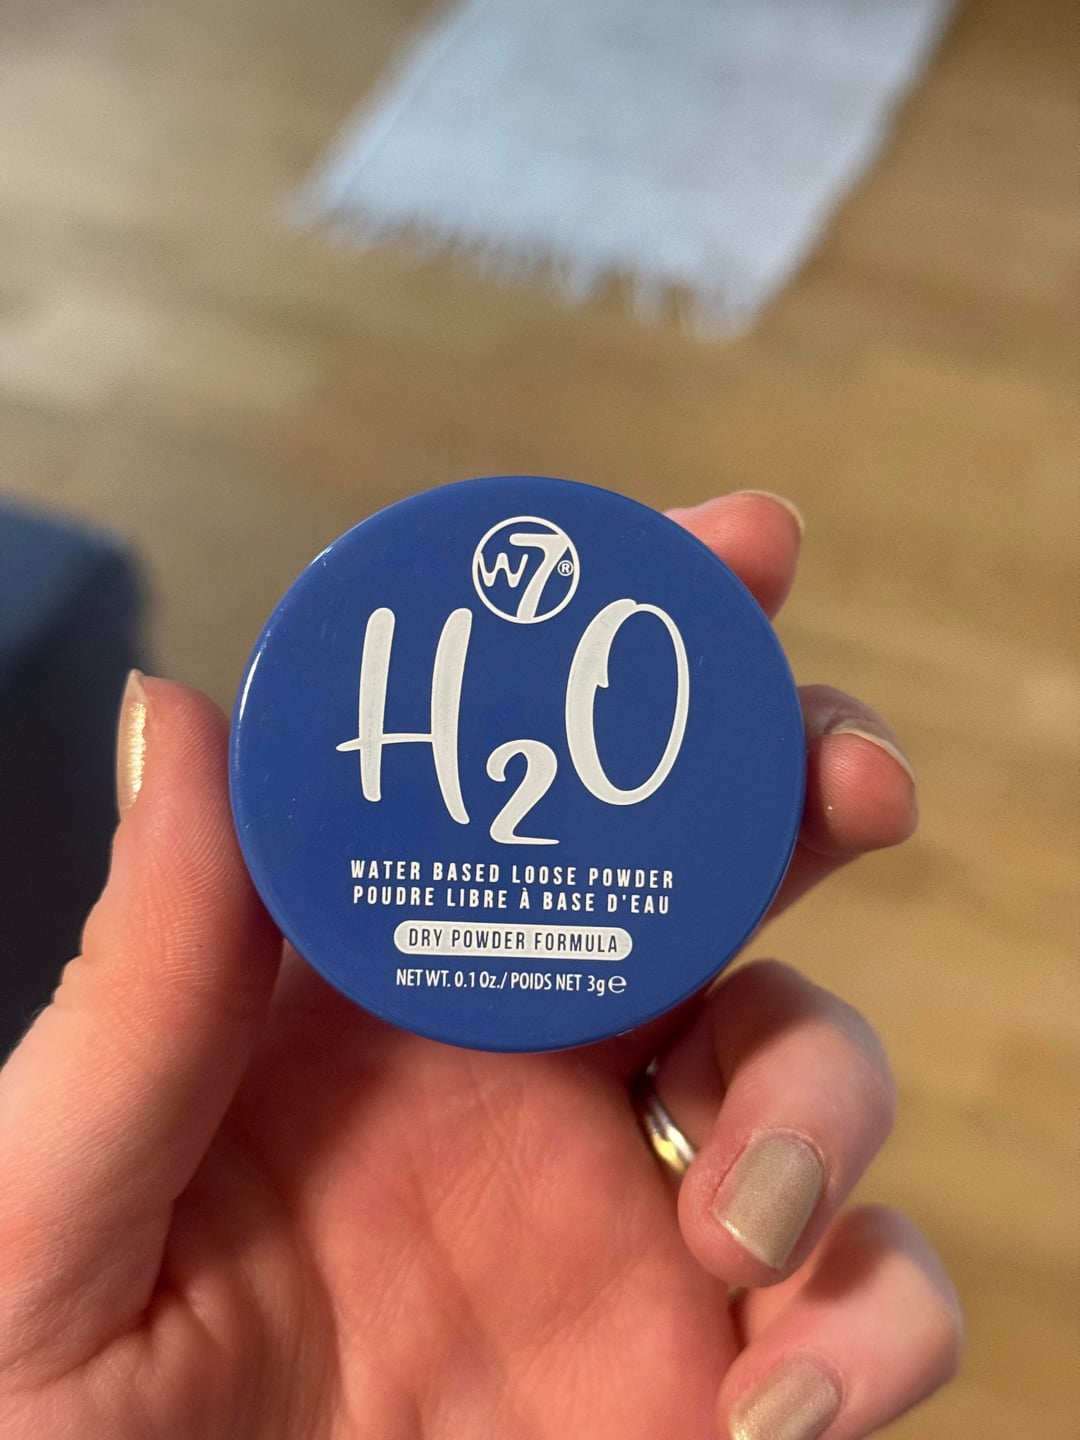 W7®
H2O
WATER BASED LOOSE POWDER
POUDRE LIBRE À BASE D'EAU
DRY POWDER FORMULA
NET WT. 0.1 Oz./ POIDS NET 3g ℮